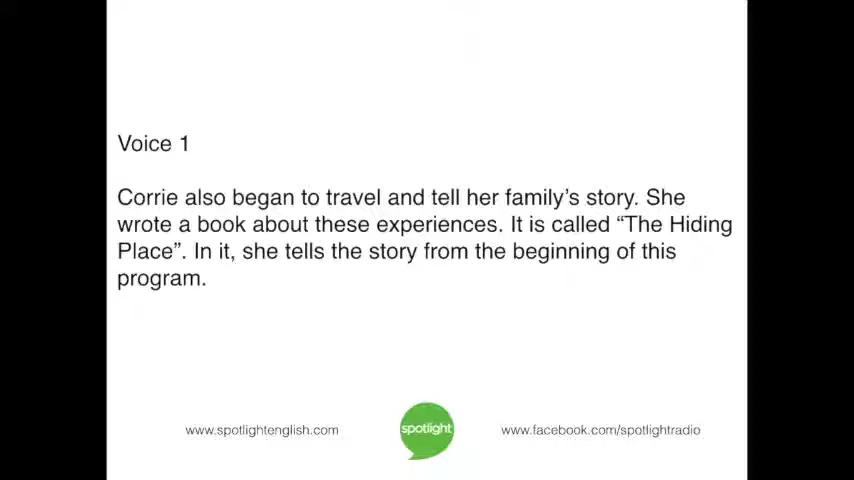 Voice 1
Corrie also began to travel and tell her family’s story. She
wrote a book about these experiences. It is called “The Hiding
Place”. In it, she tells the story from the beginning of this
program.
www.spotlightenglish.com
spotlight
www.facebook.com/spotlightradio